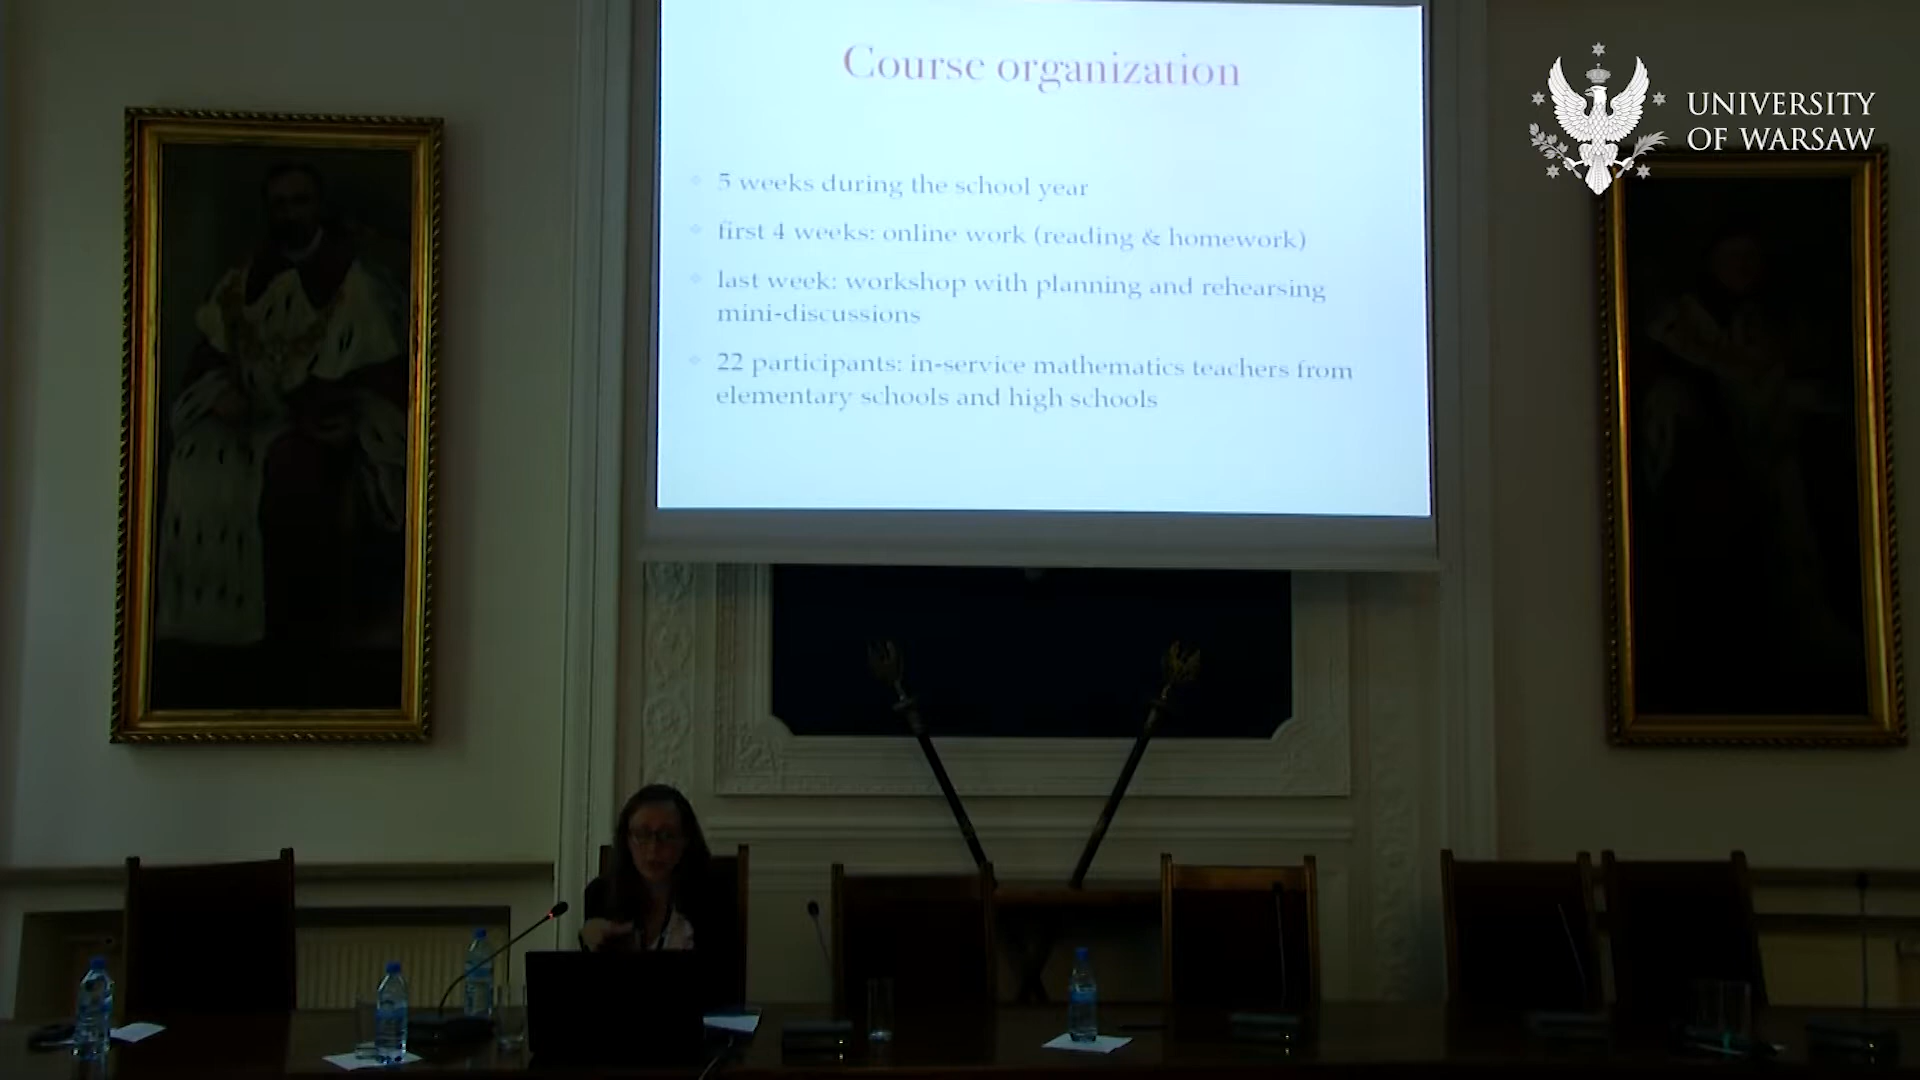 Course organization
5 weeks during the school year
first 4 weeks: online work (reading & homework)
last week: workshop with planning and rehearsing
mini-discussions
22 participants: in-service mathematics teachers from
elementary schools and high schools
UNIVERSITY
OF WARSAW